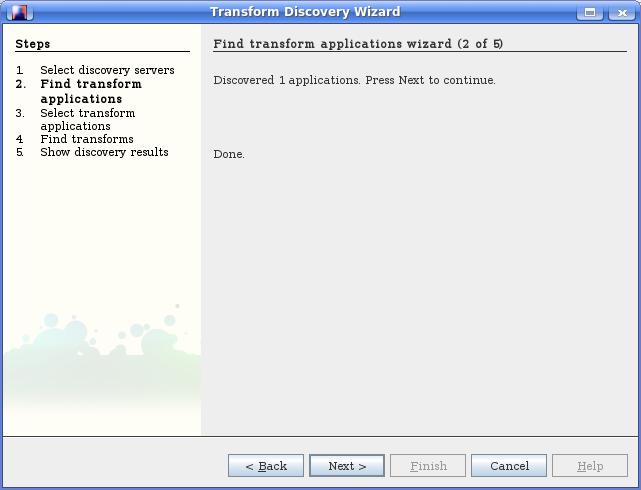 Transform Discovery Wizard
Steps
1. Select discovery servers
2. Find transform
applications
3. Select transform
applications
4. Find transforms
5. Show discovery results
Find transform applications wizard (2 of 5)
Discovered 1 applications. Press Next to continue.
Done.
< Back
Next >
Finish
Cancel
Help